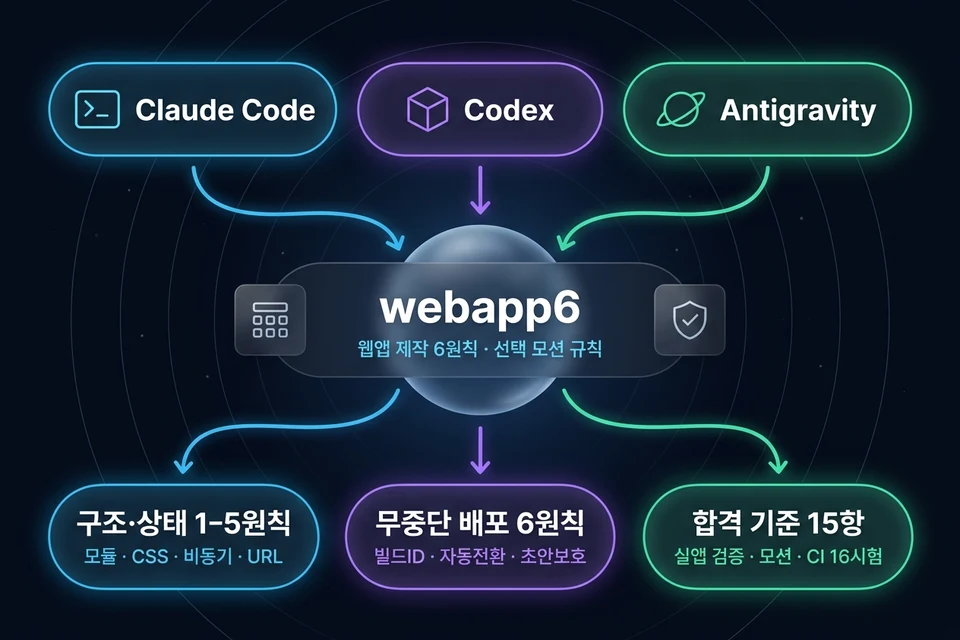 Claude Code
Codex
Antigravity
webapp6
웹앱 제작 6원칙 · 선택 모션 규칙
구조·상태 1–5원칙
모듈 · CSS · 비동기 · URL
무중단 배포 6원칙
빌드ID · 자동전환 · 초안보호
합격 기준 15항
실앱 검증 · 모션 · CI 16시험